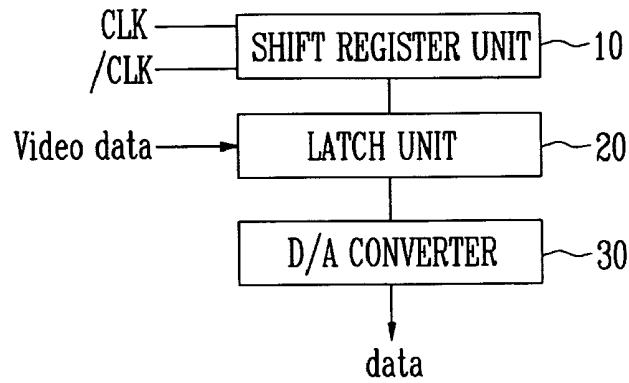 CLK
/CLK
SHIFT REGISTER UNIT
10
Video data
LATCH UNIT
20
D/A CONVERTER
30
data